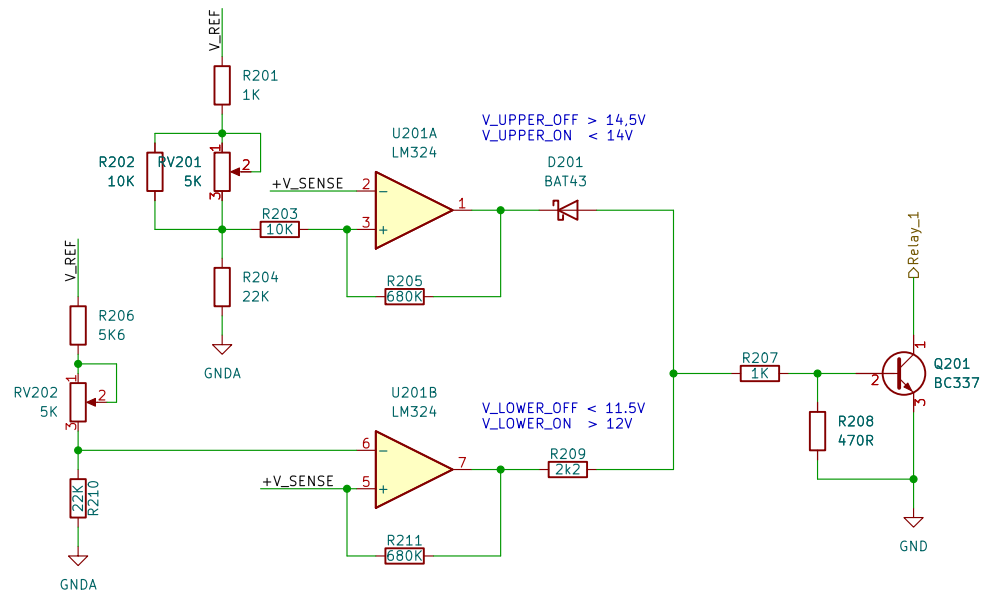 V_REF
R201
1K
R202
10K
RV201
5K
1
2
3
+V_SENSE
R203
10K
U201A
LM324
2
3
1
−
+
V_UPPER_OFF > 14,5V
V_UPPER_ON < 14V
D201
BAT43
R205
680K
R204
22K
GNDA
V_REF
R206
5K6
RV202
5K
1
2
3
R210
22K
GNDA
U201B
LM324
6
5
7
−
+
+V_SENSE
R211
680K
V_LOWER_OFF < 11.5V
V_LOWER_ON > 12V
R209
2k2
R207
1K
R208
470R
Relay_1
1
2
3
Q201
BC337
GND